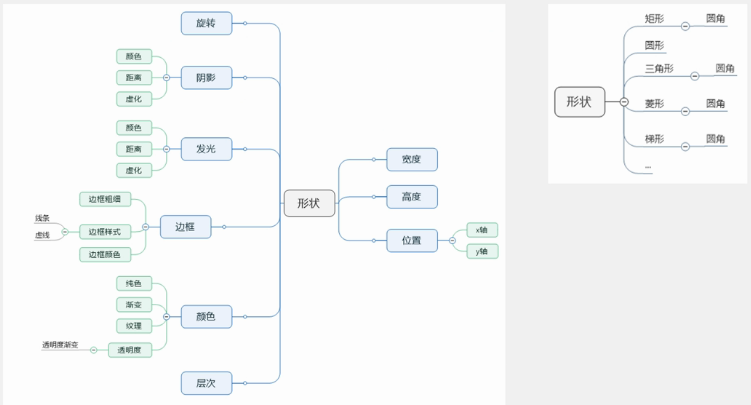 旋转
颜色
距离
虚化
阴影
颜色
距离
虚化
发光
边框粗细
线条
虚线
边框样式
边框颜色
边框
纯色
渐变
纹理
透明度渐变
透明度
颜色
层次
形状
宽度
高度
位置
x轴
y轴
形状
矩形 圆角
圆形
三角形 圆角
菱形 圆角
梯形 圆角
...